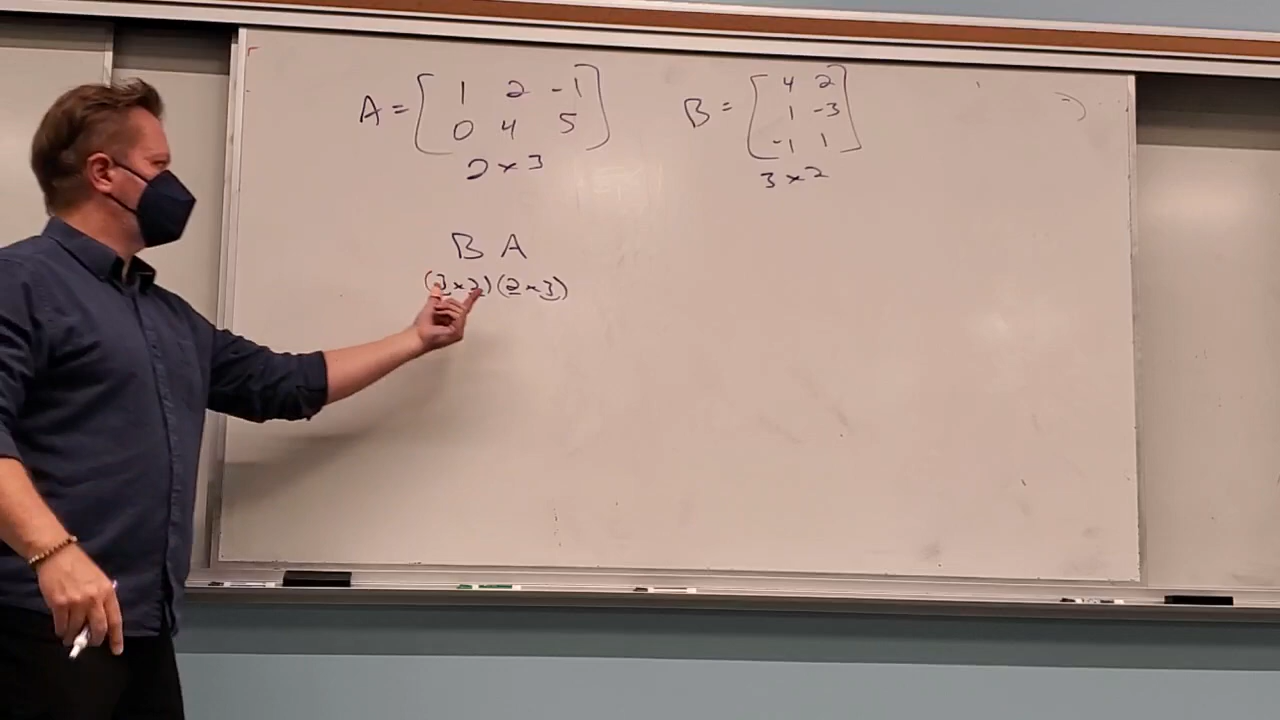 A = [ 1 2 -1
0 4 5 ]
2 × 3
B = [ 4 2
1 -3
-1 1 ]
3 × 2
B A
(3 × 2) (2 × 3)